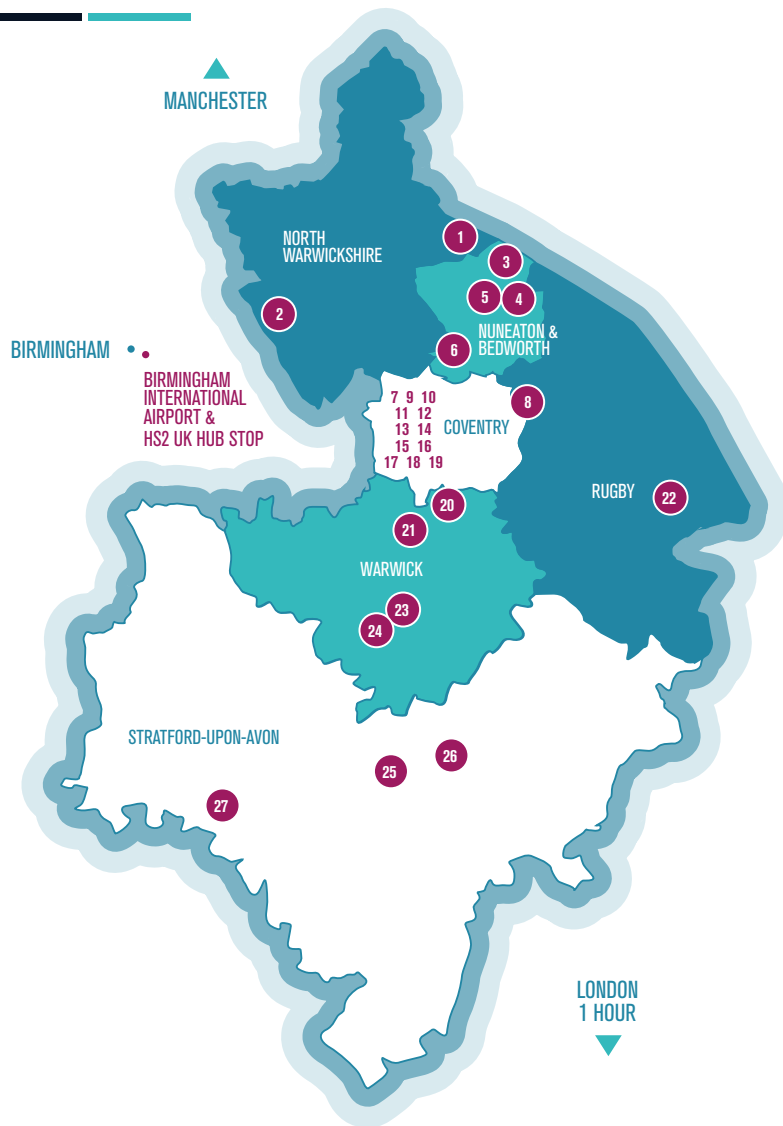 MANCHESTER
NORTH
WARWICKSHIRE
1
3
2
5
4
NUNEATON &
BEDWORTH
6
BIRMINGHAM
BIRMINGHAM
INTERNATIONAL
AIRPORT &
HS2 UK HUB STOP
7 9 10
11 12
13 14
15 16
17 18 19
COVENTRY
8
RUGBY
22
20
21
WARWICK
23
24
STRATFORD-UPON-AVON
26
25
27
LONDON
1 HOUR